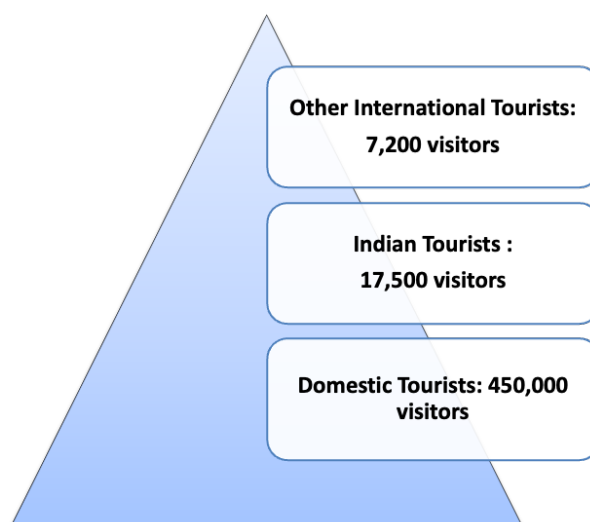 Other International Tourists:
7,200 visitors
Indian Tourists :
17,500 visitors
Domestic Tourists: 450,000
visitors